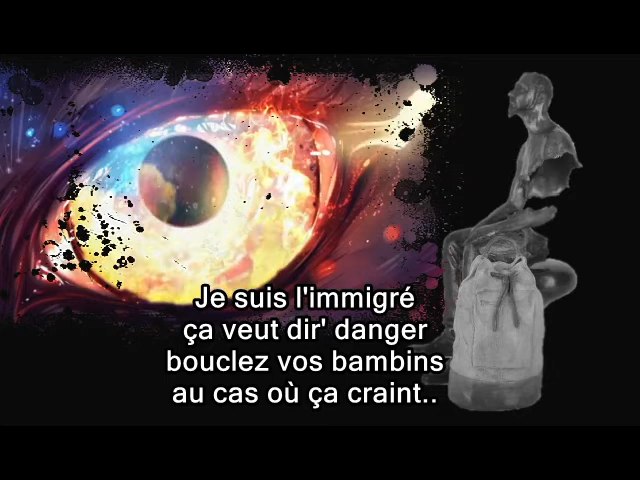 Je suis l'immigré
ça veut dir' danger
bouclez vos bambins
au cas où ça craint..